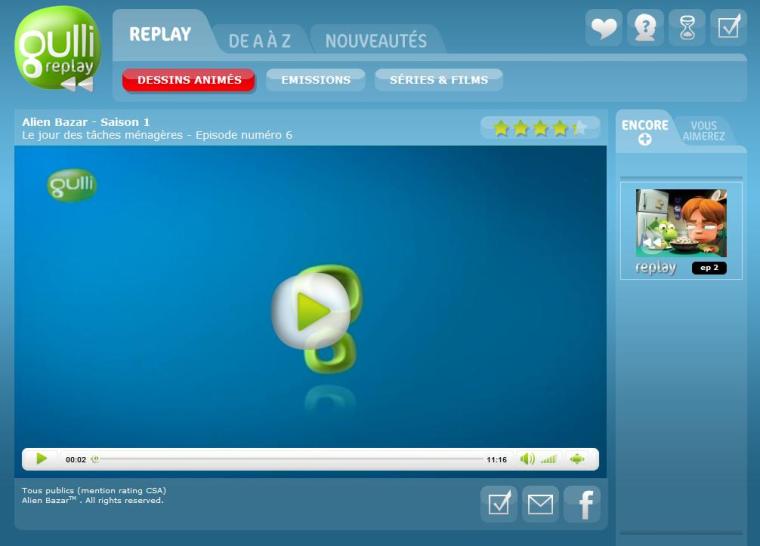 gulli
replay
REPLAY
DE A À Z
NOUVEAUTÉS
DESSINS ANIMÉS
EMISSIONS
SÉRIES & FILMS
Alien Bazar - Saison 1
Le jour des tâches ménagères - Episode numéro 6
ENCORE
VOUS
AIMEREZ
gulli
replay
ep 2
00:02
11:16
Tous publics (mention rating CSA)
Alien Bazar™ . All rights reserved.